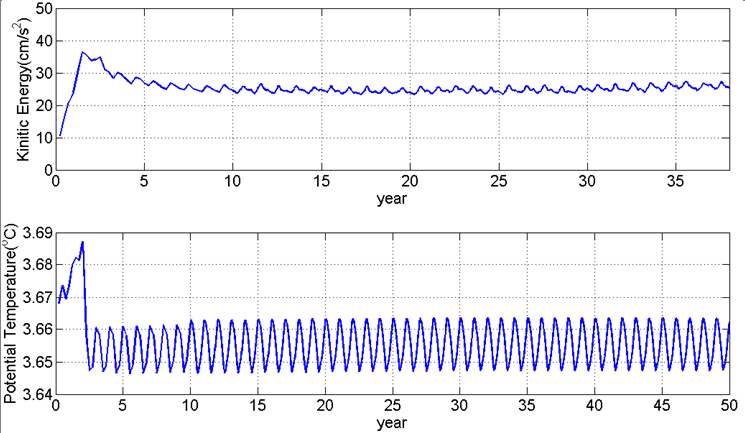 50
40
30
20
10
0
Kinitic Energy(cm/s²)
0 5 10 15 20 25 30 35
year
3.69
3.68
3.67
3.66
3.65
3.64
Potential Temperature(°C)
0 5 10 15 20 25 30 35 40 45 50
year